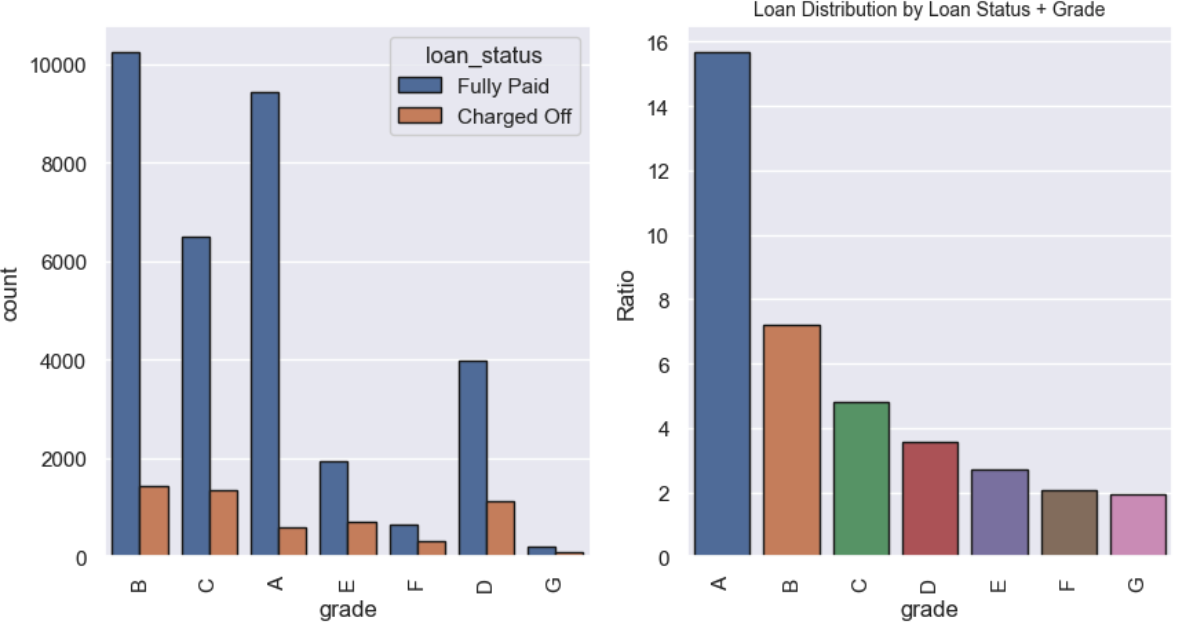 10000
8000
6000
4000
2000
0
count
loan_status
Fully Paid
Charged Off
B C A E F D G
grade
Loan Distribution by Loan Status + Grade
16
14
12
10
8
6
4
2
0
Ratio
A B C D E F G
grade